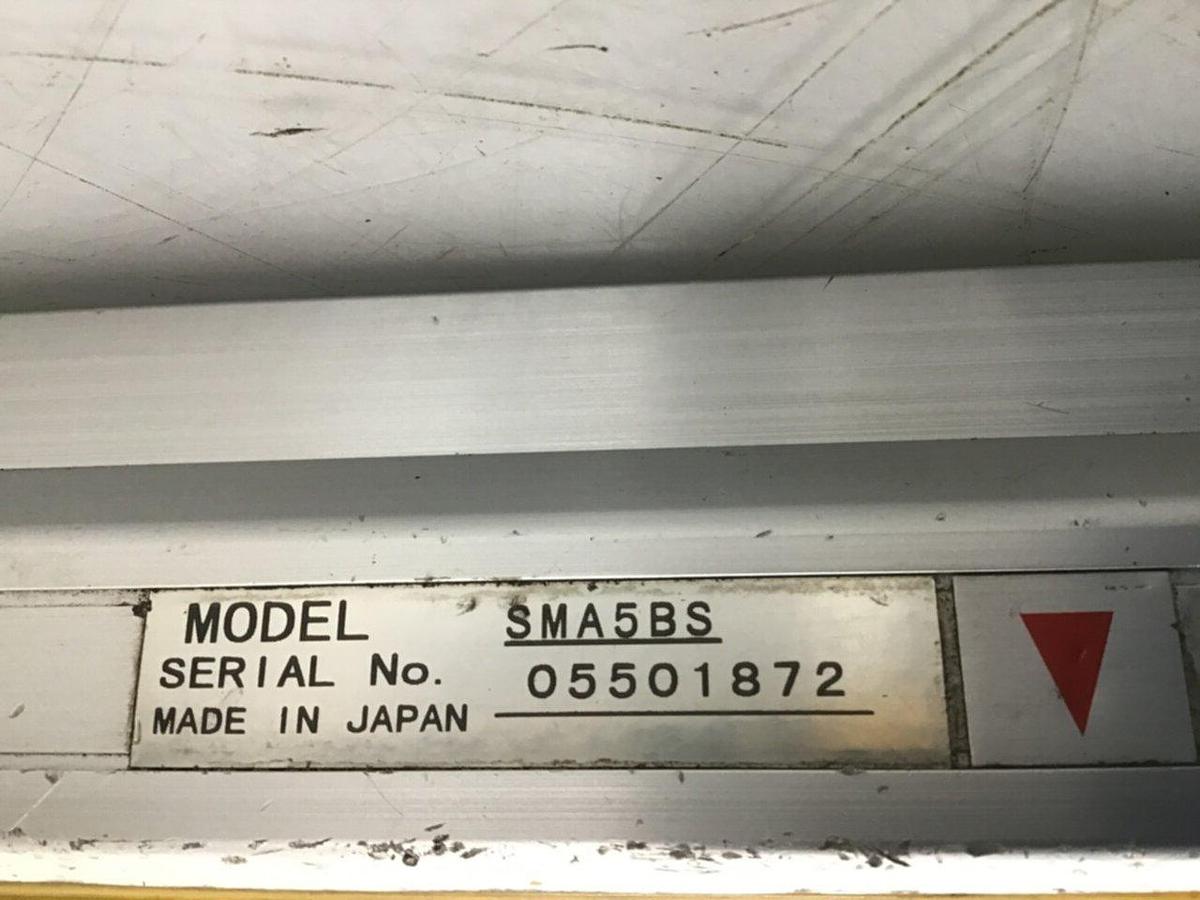 MODEL SMA5BS
SERIAL No. 05501872
MADE IN JAPAN